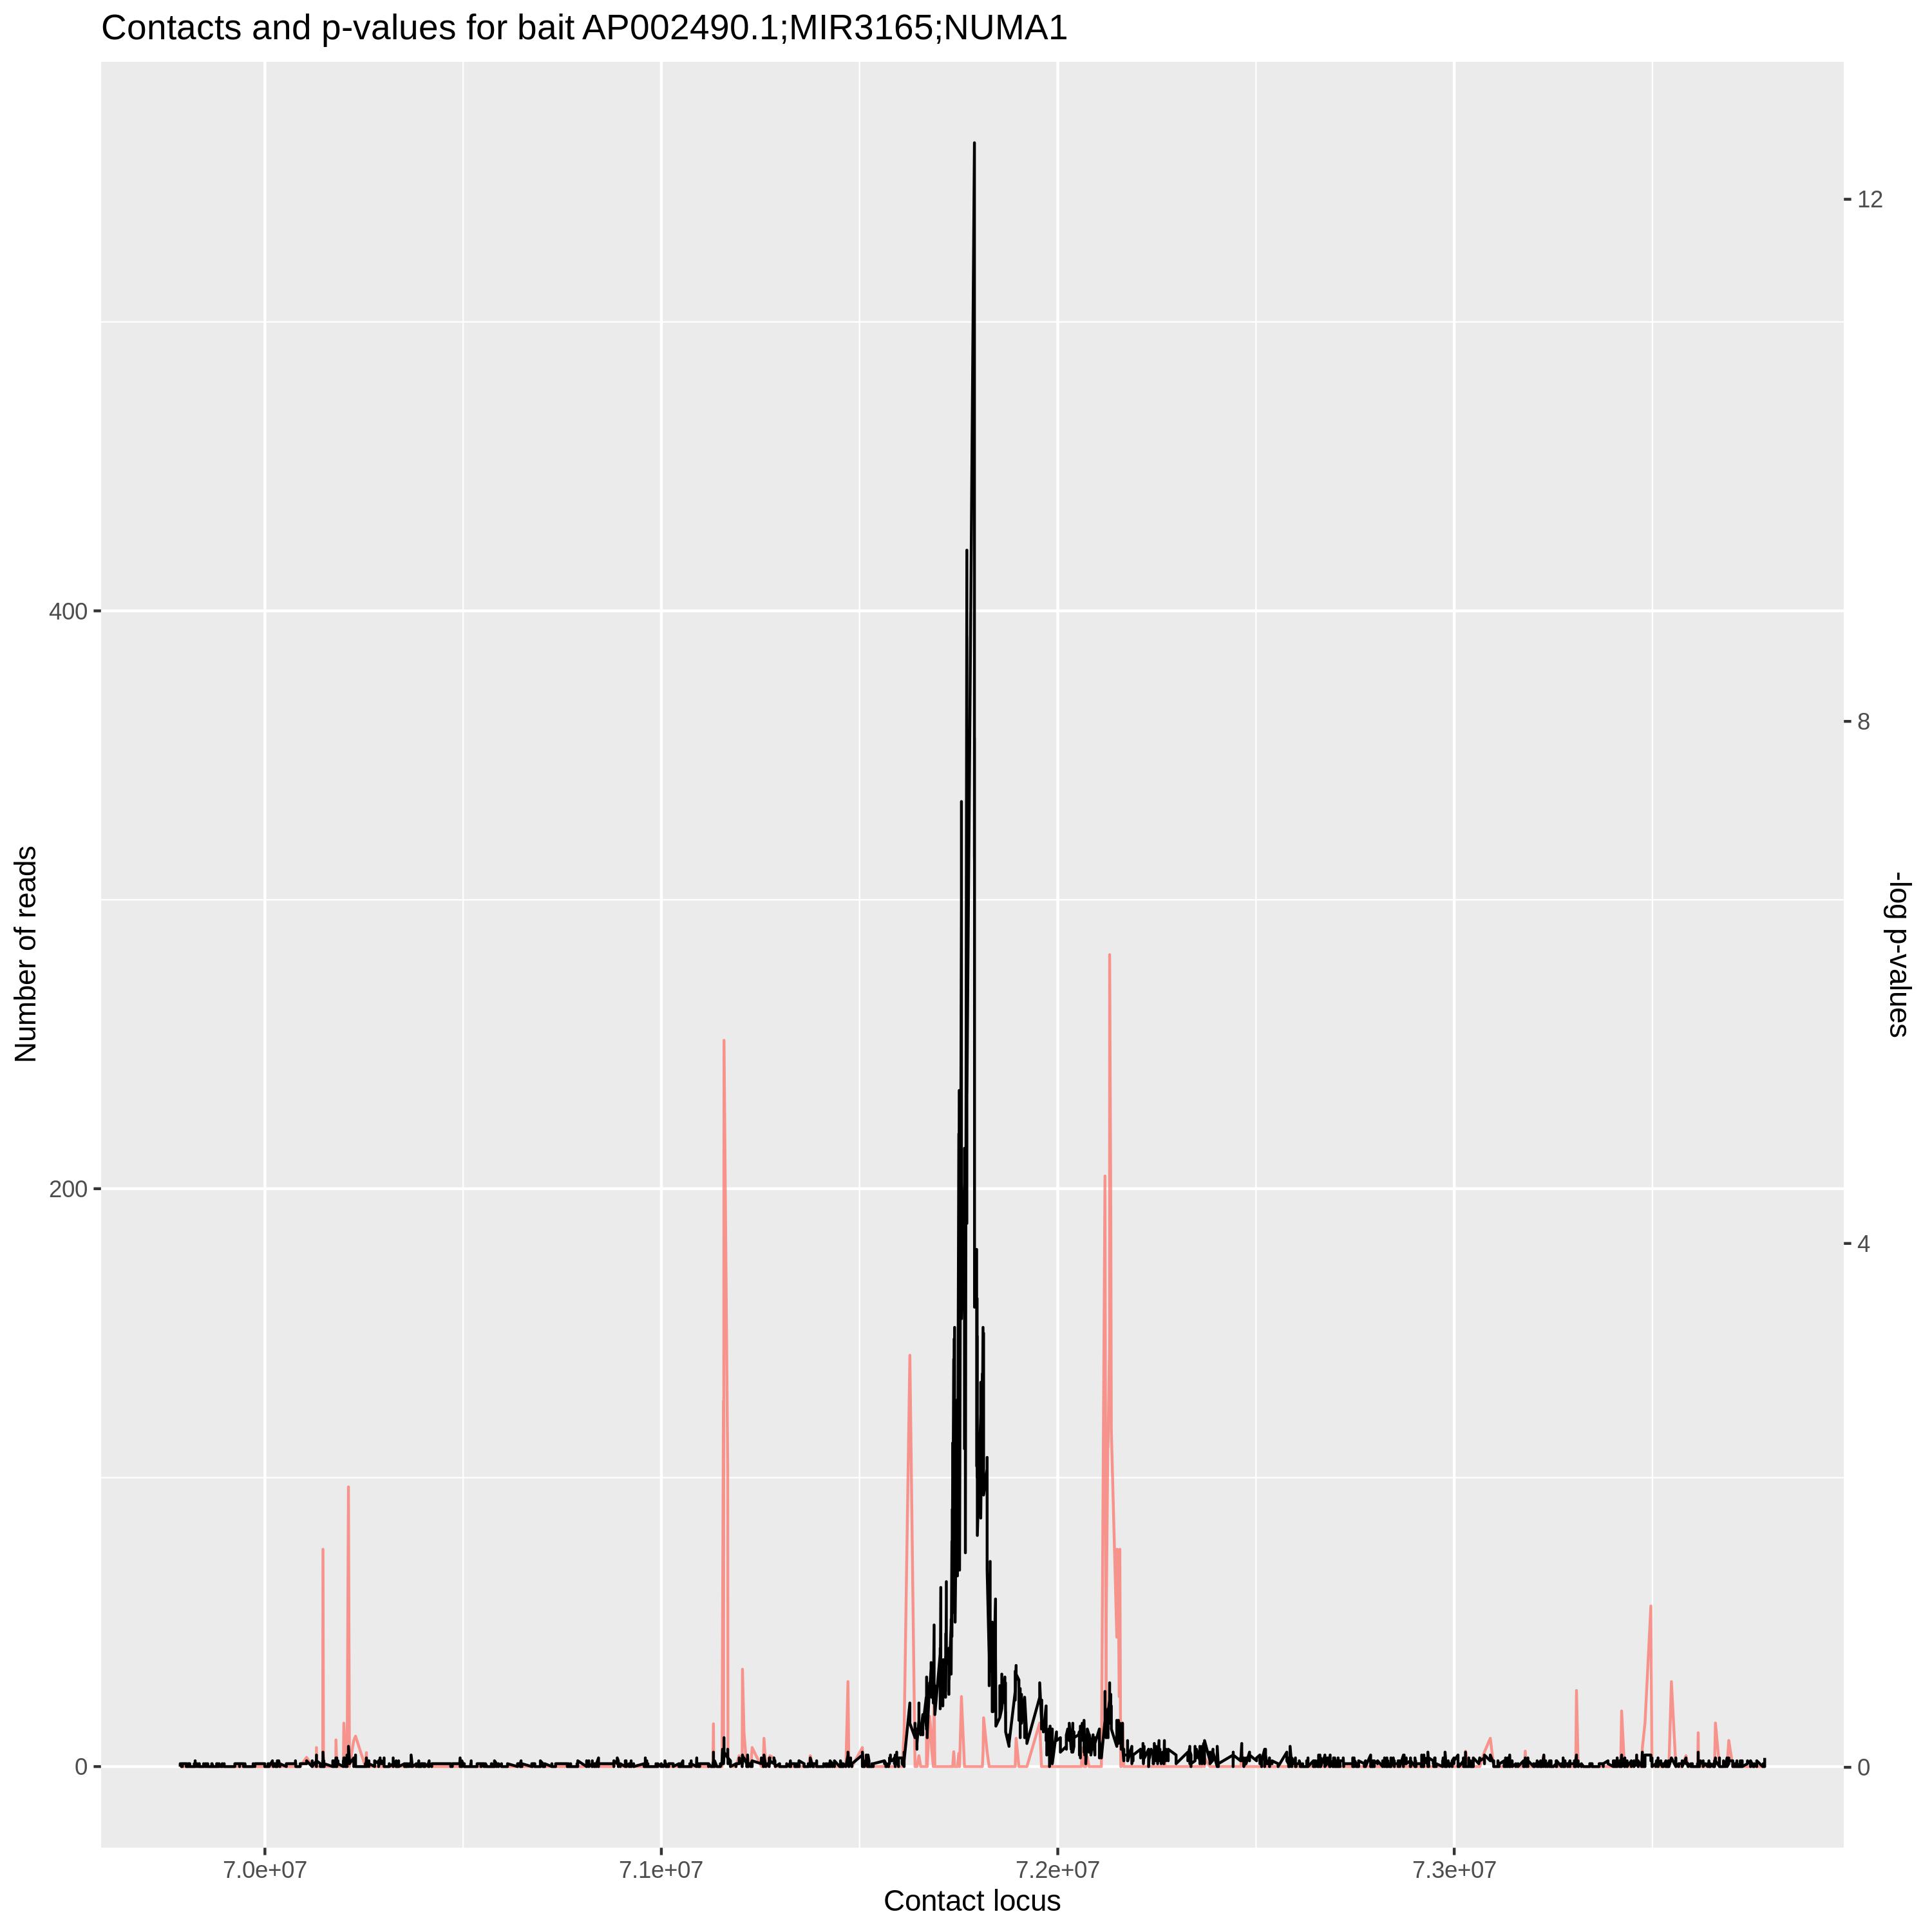 Contacts and p-values for bait AP002490.1;MIR3165;NUMA1
12
400
8
Number of reads
-log p-values
200
4
0
0
7.0e+07
7.1e+07
7.2e+07
7.3e+07
Contact locus